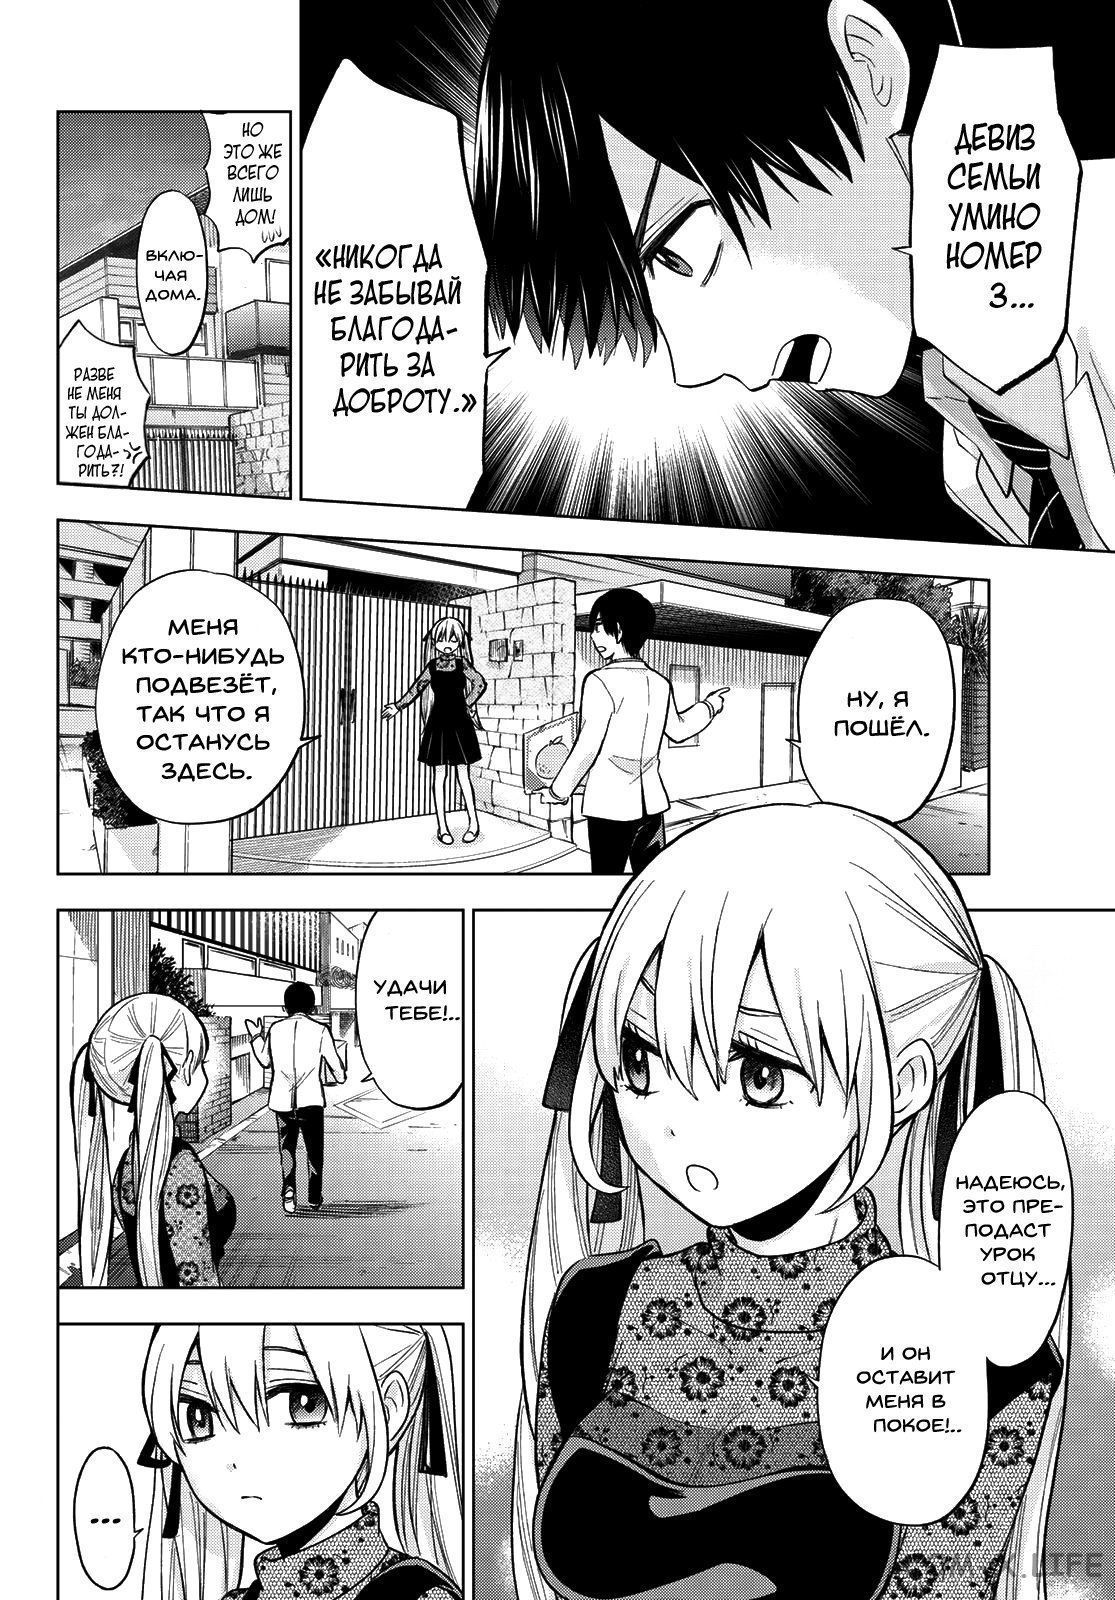 ДЕВИЗ
СЕМЬИ
УМИНО
НОМЕР
3...
«НИКОГДА
НЕ ЗАБЫВАЙ
БЛАГОДА-
РИТЬ ЗА
ДОБРОТУ.»
НО
ЭТО ЖЕ
ВСЕГО
ЛИШЬ
ДОМ!
ВКЛЮ-
ЧАЯ
ДОМА.
РАЗВЕ
НЕ МЕНЯ
ТЫ ДОЛ-
ЖЕН БЛА-
ГОДА-
РИТЬ?!
НУ, Я
ПОШЁЛ.
МЕНЯ
КТО-НИБУДЬ
ПОДВЕЗЁТ,
ТАК ЧТО Я
ОСТАНУСЬ
ЗДЕСЬ.
УДАЧИ
ТЕБЕ!..
НАДЕЮСЬ,
ЭТО ПРЕ-
ПОДАСТ
УРОК
ОТЦУ...
И ОН
ОСТАВИТ
МЕНЯ В
ПОКОЕ!..
...